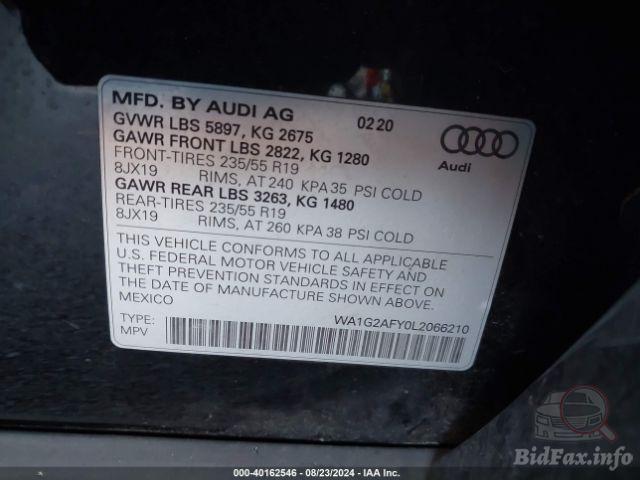 MFD. BY AUDI AG 02 20
GVWR LBS 5897, KG 2675
GAWR FRONT LBS 2822, KG 1280
FRONT-TIRES 235/55 R19
8JX19 RIMS, AT 240 KPA 35 PSI COLD
GAWR REAR LBS 3263, KG 1480
REAR-TIRES 235/55 R19
8JX19 RIMS, AT 260 KPA 38 PSI COLD
Audi
THIS VEHICLE CONFORMS TO ALL APPLICABLE
U.S. FEDERAL MOTOR VEHICLE SAFETY AND
THEFT PREVENTION STANDARDS IN EFFECT ON
THE DATE OF MANUFACTURE SHOWN ABOVE.
MEXICO
WA1G2AFY0L2066210
TYPE:
MPV
BidFax.info
000-40162546 - 08/23/2024 - IAA Inc.